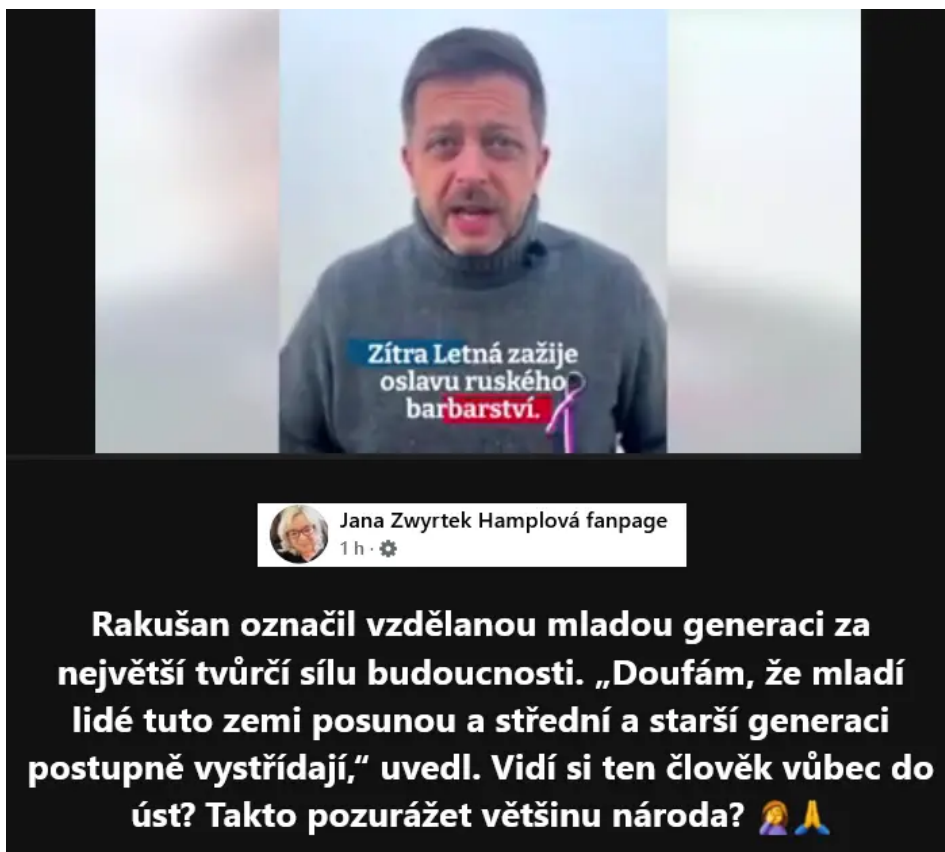 Zítra Letná zažije
oslavu ruského
barbarství.
Jana Zwyrtek Hamplová fanpage
1 h ·
Rakušan označil vzdělanou mladou generaci za
největší tvůrčí sílu budoucnosti. „Doufám, že mladí
lidé tuto zemi posunou a střední a starší generaci
postupně vystřídají,“ uvedl. Vidí si ten člověk vůbec do
úst? Takto pozurážet většinu národa? 🤦‍♀️🙏